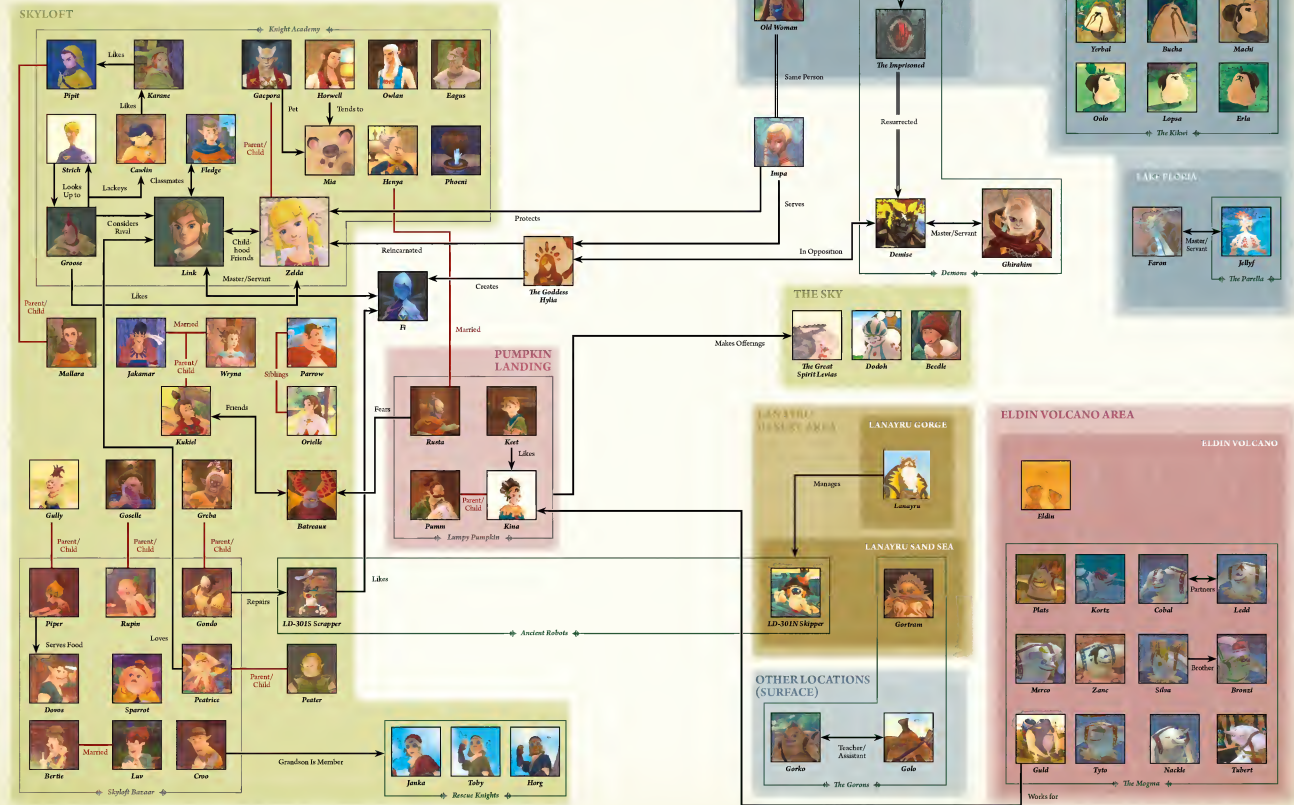 SKYLOFT
Knight Academy
Pipit
Likes
Karane
Gaepora
Horwell
Owlan
Eagus
Old Woman
The Imprisoned
Yerbal
Bucha
Machi
Likes
Pet
Tends to
Same Person
Parent/
Child
Strich
Cawlin
Fledge
Mia
Henya
Phoeni
Oolo
Lopsa
Erla
The Kikwi
Resurrected
Looks
Up to
Lackeys
Classmates
Impa
LAKE FLORIA
Considers
Rival
Protects
Serves
Groose
Link
Child-
hood
Friends
Zelda
Reincarnated
In Opposition
Demise
Master/Servant
Ghirahim
Faron
Master/
Servant
Jellyf
The Parella
Master/Servant
Demons
Likes
Fi
Creates
The Goddess
Hylia
THE SKY
Parent/
Child
Mallara
Jakamar
Married
Parent/
Child
Wryna
Siblings
Parrow
Married
PUMPKIN
LANDING
Makes Offerings
The Great
Spirit Levias
Dodoh
Beedle
Kukiel
Friends
Orielle
Fears
Rusta
Keet
Likes
LANAYRU
DESERT AREA
LANAYRU GORGE
ELDIN VOLCANO AREA
ELDIN VOLCANO
Gully
Goselle
Greba
Batreaux
Pumm
Parent/
Child
Kina
Lumpy Pumpkin
Manages
Lanayru
Eldin
Parent/
Child
Parent/
Child
Parent/
Child
LANAYRU SAND SEA
Piper
Rupin
Gondo
Repairs
LD-301S Scrapper
Likes
LD-301N Skipper
Gortram
Ancient Robots
Plats
Kortz
Cobal
Partners
Ledd
Serves Food
Loves
Dovos
Sparrot
Peatrice
Parent/
Child
Peater
OTHER LOCATIONS
(SURFACE)
Merco
Zanc
Silva
Brother
Bronzi
Bertie
Married
Luv
Croo
Grandson Is Member
Janka
Toby
Horg
Rescue Knights
Skyloft Bazaar
Gorko
Teacher/
Assistant
Golo
The Gorons
Guld
Tyto
Nackle
Tubert
The Mogma
Works for